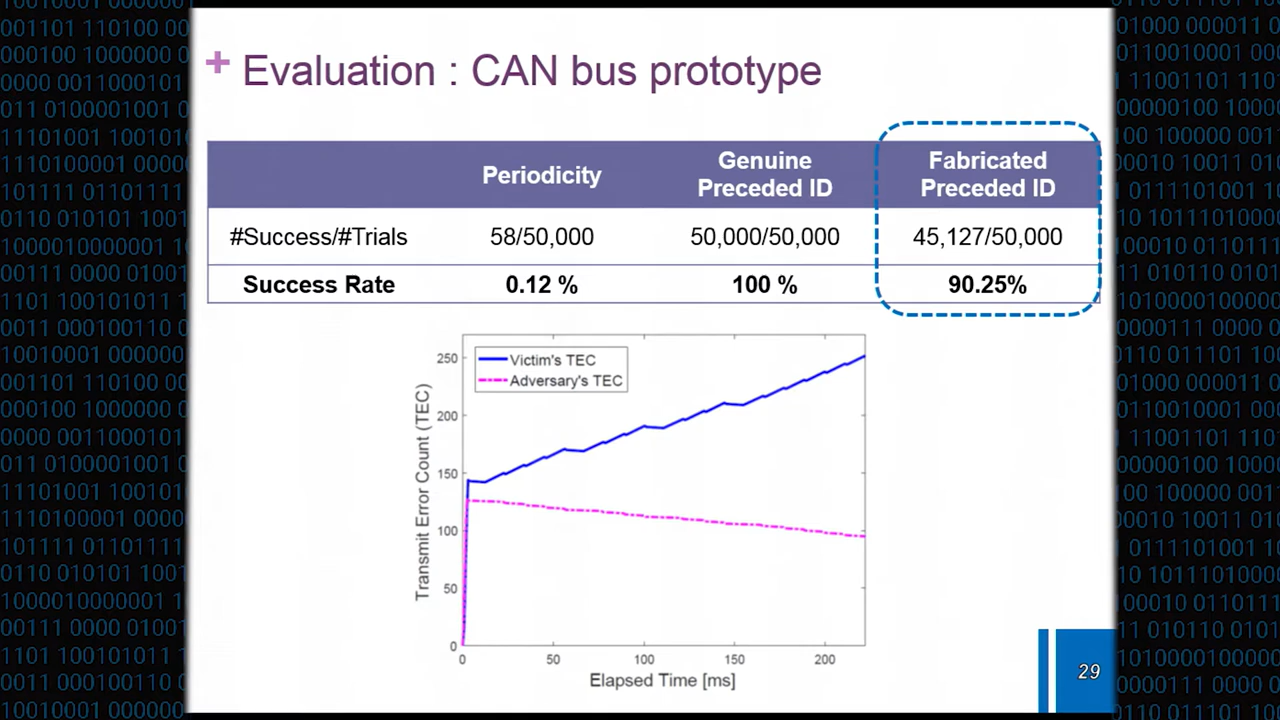 + Evaluation : CAN bus prototype
Periodicity
Genuine
Preceded ID
Fabricated
Preceded ID
#Success/#Trials 58/50,000 50,000/50,000 45,127/50,000
Success Rate 0.12 % 100 % 90.25%
Victim's TEC
Adversary's TEC
Transmit Error Count (TEC)
250
200
150
100
50
0
0 50 100 150 200
Elapsed Time [ms]
29